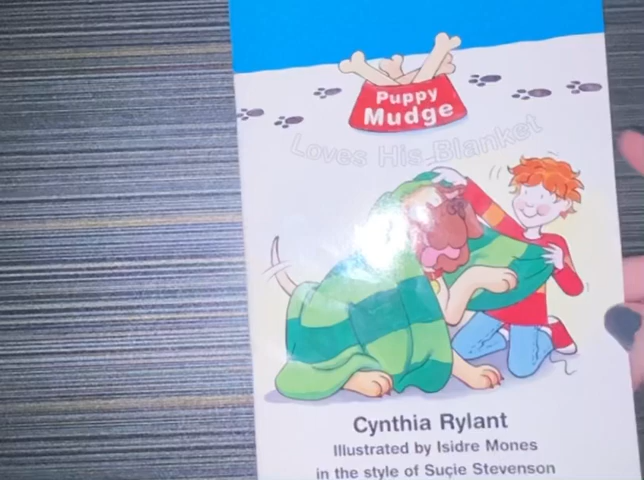 Puppy
Mudge
Loves His Blanket
Cynthia Rylant
Illustrated by Isidre Mones
in the style of Suçie Stevenson